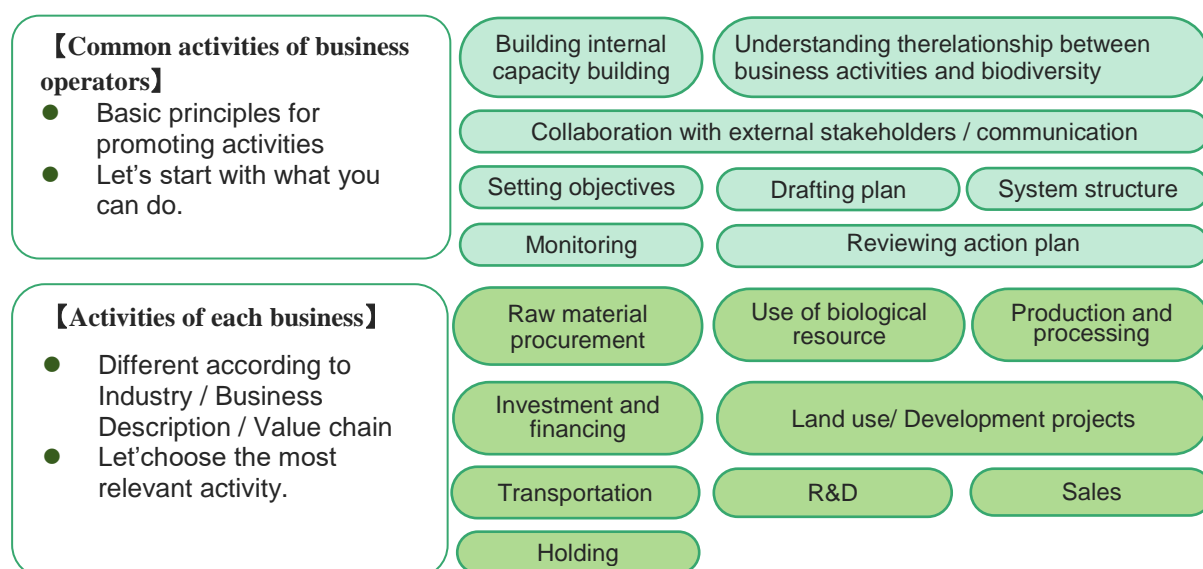 【Common activities of business
operators】
● Basic principles for
promoting activities
● Let's start with what you
can do.
Building internal
capacity building
Understanding therelationship between
business activities and biodiversity
Collaboration with external stakeholders / communication
Setting objectives
Drafting plan
System structure
Monitoring
Reviewing action plan
【Activities of each business】
● Different according to
Industry / Business
Description / Value chain
● Let'choose the most
relevant activity.
Raw material
procurement
Use of biological
resource
Production and
processing
Investment and
financing
Land use/ Development projects
Transportation
R&D
Sales
Holding